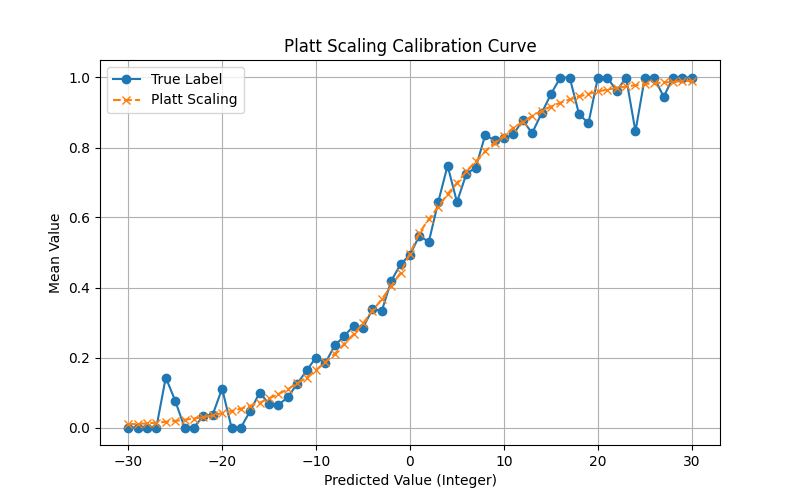 Platt Scaling Calibration Curve
True Label
Platt Scaling
Mean Value
1.0
0.8
0.6
0.4
0.2
0.0
−30
−20
−10
0
10
20
30
Predicted Value (Integer)